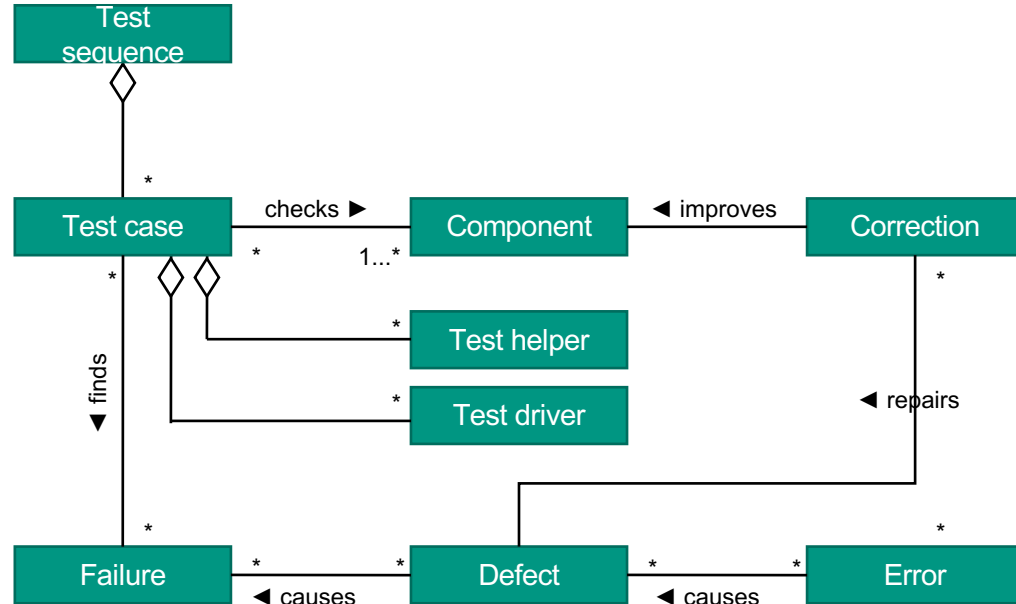 Test
sequence
*
Test case
checks ►
Component
◄ improves
Correction
*
*
1...*
*
*
Test helper
◄ finds
*
Test driver
◄ repairs
*
*
Failure
*
*
Defect
*
*
Error
◄ causes
◄ causes